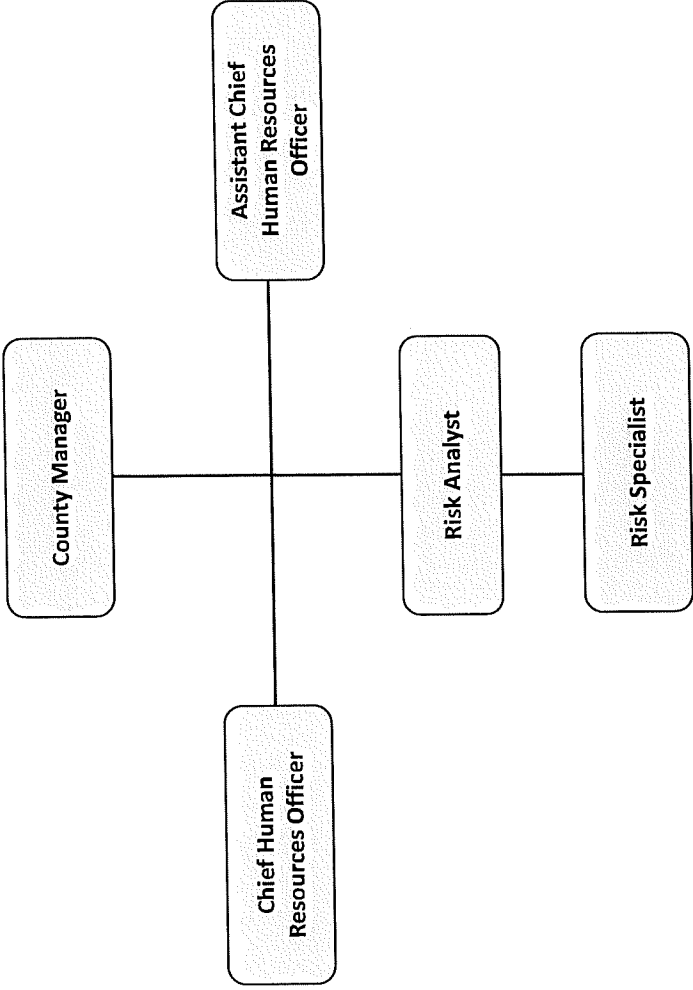 County Manager
Chief Human
Resources Officer
Assistant Chief
Human Resources
Officer
Risk Analyst
Risk Specialist